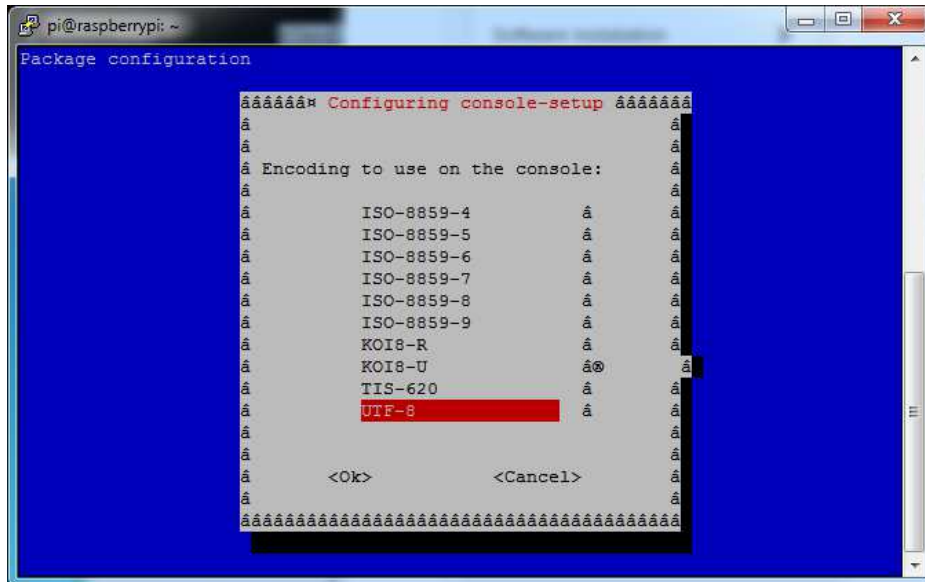 pi@raspberrypi: ~
Package configuration
ââââââ¤ Configuring console-setup âââââââ
â â
â â
â Encoding to use on the console: â
â â
â ISO-8859-4 â â
â ISO-8859-5 â â
â ISO-8859-6 â â
â ISO-8859-7 â â
â ISO-8859-8 â â
â ISO-8859-9 â â
â KOI8-R â â
â KOI8-U â® â
â TIS-620 â â
â UTF-8 â â
â â
â â
â <Ok> <Cancel> â
â â
ââââââââââââââââââââââââââââââââââââââââ